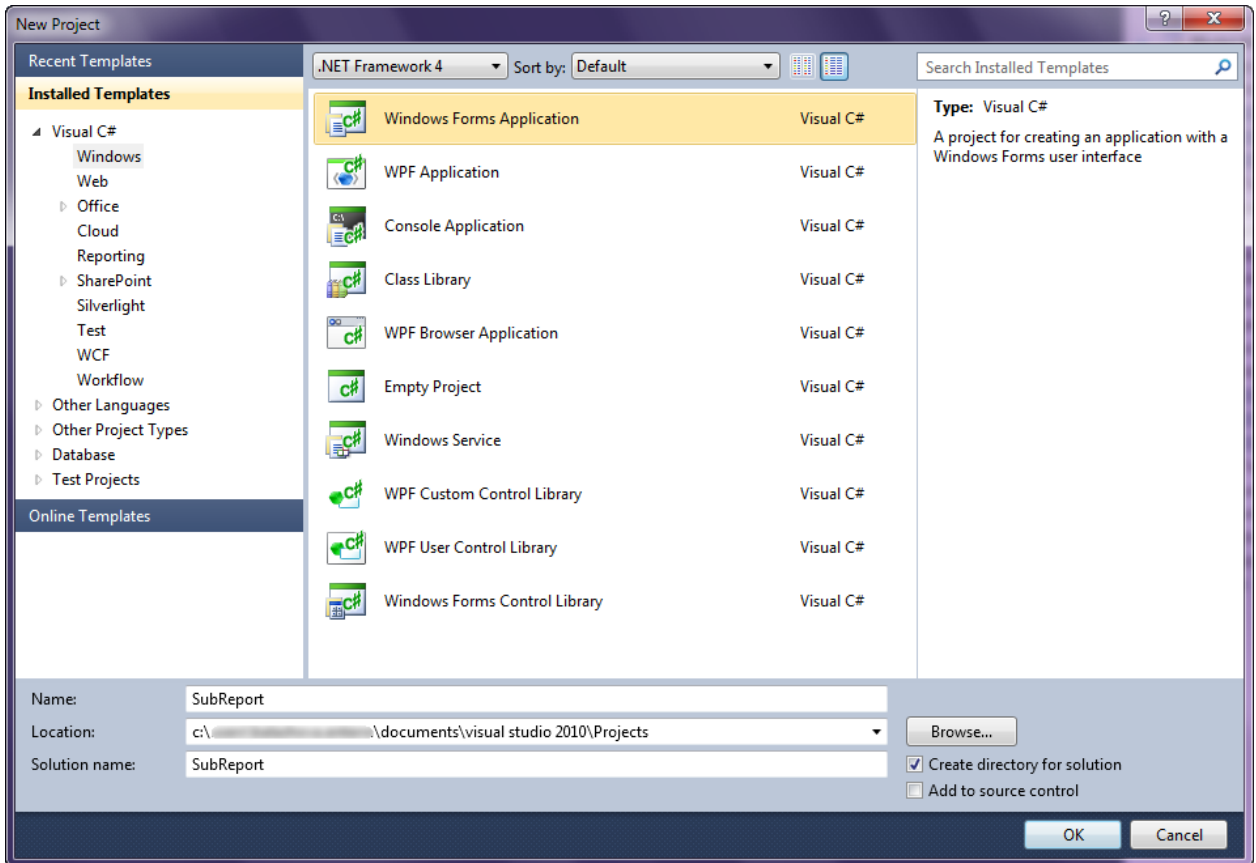 New Project
Recent Templates
Installed Templates
Visual C#
Windows
Web
Office
Cloud
Reporting
SharePoint
Silverlight
Test
WCF
Workflow
Other Languages
Other Project Types
Database
Test Projects
Online Templates
.NET Framework 4 Sort by: Default
Windows Forms Application Visual C#
WPF Application Visual C#
Console Application Visual C#
Class Library Visual C#
WPF Browser Application Visual C#
Empty Project Visual C#
Windows Service Visual C#
WPF Custom Control Library Visual C#
WPF User Control Library Visual C#
Windows Forms Control Library Visual C#
Search Installed Templates
Type: Visual C#
A project for creating an application with a
Windows Forms user interface
Name: SubReport
Location: c:\ \documents\visual studio 2010\Projects Browse...
Solution name: SubReport
Create directory for solution
Add to source control
OK Cancel